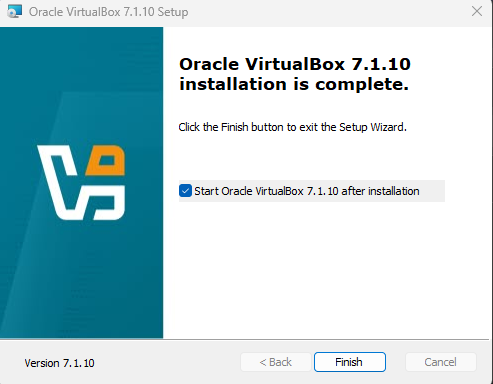 Oracle VirtualBox 7.1.10 Setup
Oracle VirtualBox 7.1.10
installation is complete.
Click the Finish button to exit the Setup Wizard.
Start Oracle VirtualBox 7.1.10 after installation
Version 7.1.10
< Back
Finish
Cancel